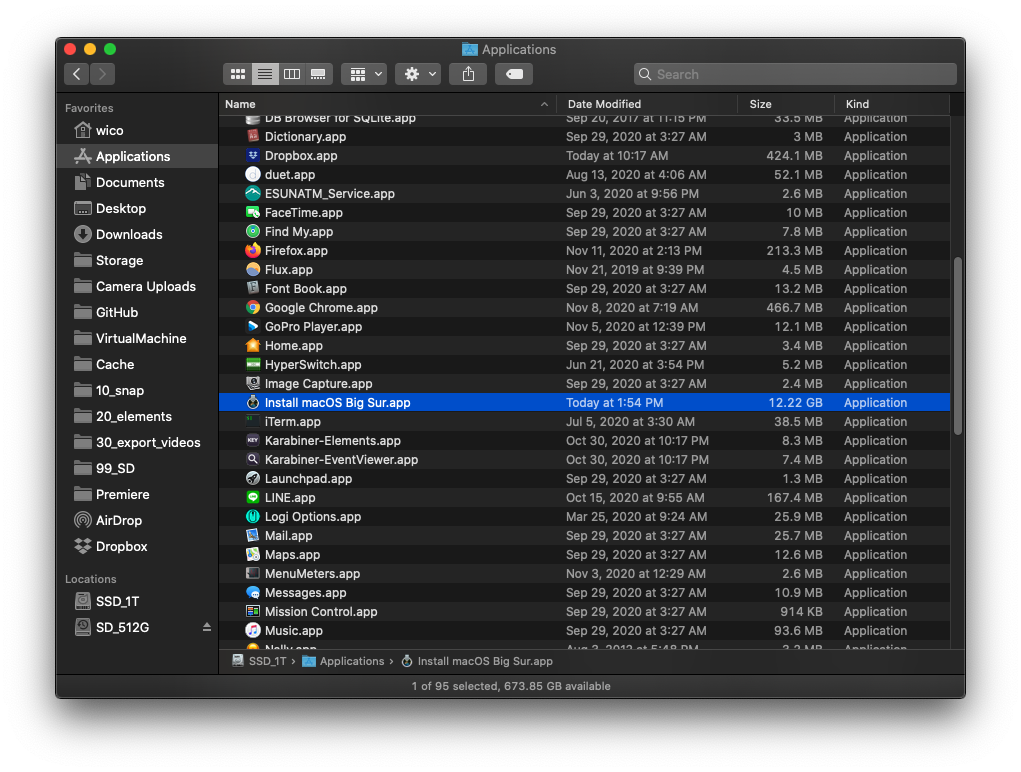 Applications
Search
Favorites
wico
Applications
Documents
Desktop
Downloads
Storage
Camera Uploads
GitHub
VirtualMachine
Cache
10_snap
20_elements
30_export_videos
99_SD
Premiere
AirDrop
Dropbox
Locations
SSD_1T
SD_512G
Name Date Modified Size Kind
DB Browser for SQLite.app Sep 20, 2017 at 11:15 PM 33.5 MB Application
Dictionary.app Sep 29, 2020 at 3:27 AM 3 MB Application
Dropbox.app Today at 10:17 AM 424.1 MB Application
duet.app Aug 13, 2020 at 4:06 AM 52.1 MB Application
ESUNATM_Service.app Jun 3, 2020 at 9:56 PM 2.6 MB Application
FaceTime.app Sep 29, 2020 at 3:27 AM 10 MB Application
Find My.app Sep 29, 2020 at 3:27 AM 7.8 MB Application
Firefox.app Nov 11, 2020 at 2:13 PM 213.3 MB Application
Flux.app Nov 21, 2019 at 9:39 PM 4.5 MB Application
Font Book.app Sep 29, 2020 at 3:27 AM 13.2 MB Application
Google Chrome.app Nov 8, 2020 at 7:19 AM 466.7 MB Application
GoPro Player.app Nov 5, 2020 at 12:39 PM 12.1 MB Application
Home.app Sep 29, 2020 at 3:27 AM 3.4 MB Application
HyperSwitch.app Jun 21, 2020 at 3:54 PM 5.2 MB Application
Image Capture.app Sep 29, 2020 at 3:27 AM 2.4 MB Application
Install macOS Big Sur.app Today at 1:54 PM 12.22 GB Application
iTerm.app Jul 5, 2020 at 3:30 AM 38.5 MB Application
KEY Karabiner-Elements.app Oct 30, 2020 at 10:17 PM 8.3 MB Application
Karabiner-EventViewer.app Oct 30, 2020 at 10:17 PM 7.4 MB Application
Launchpad.app Sep 29, 2020 at 3:27 AM 1.3 MB Application
LINE.app Oct 15, 2020 at 9:55 AM 167.4 MB Application
Logi Options.app Mar 25, 2020 at 9:24 AM 25.9 MB Application
Mail.app Sep 29, 2020 at 3:27 AM 25.7 MB Application
Maps.app Sep 29, 2020 at 3:27 AM 12.6 MB Application
MenuMeters.app Nov 3, 2020 at 12:29 AM 2.6 MB Application
Messages.app Sep 29, 2020 at 3:27 AM 10.9 MB Application
Mission Control.app Sep 29, 2020 at 3:27 AM 914 KB Application
Music.app Sep 29, 2020 at 3:27 AM 93.6 MB Application
Nally.app Aug 3, 2012 at 5:48 PM 3.2 MB Application
SSD_1T › Applications › Install macOS Big Sur.app
1 of 95 selected, 673.85 GB available